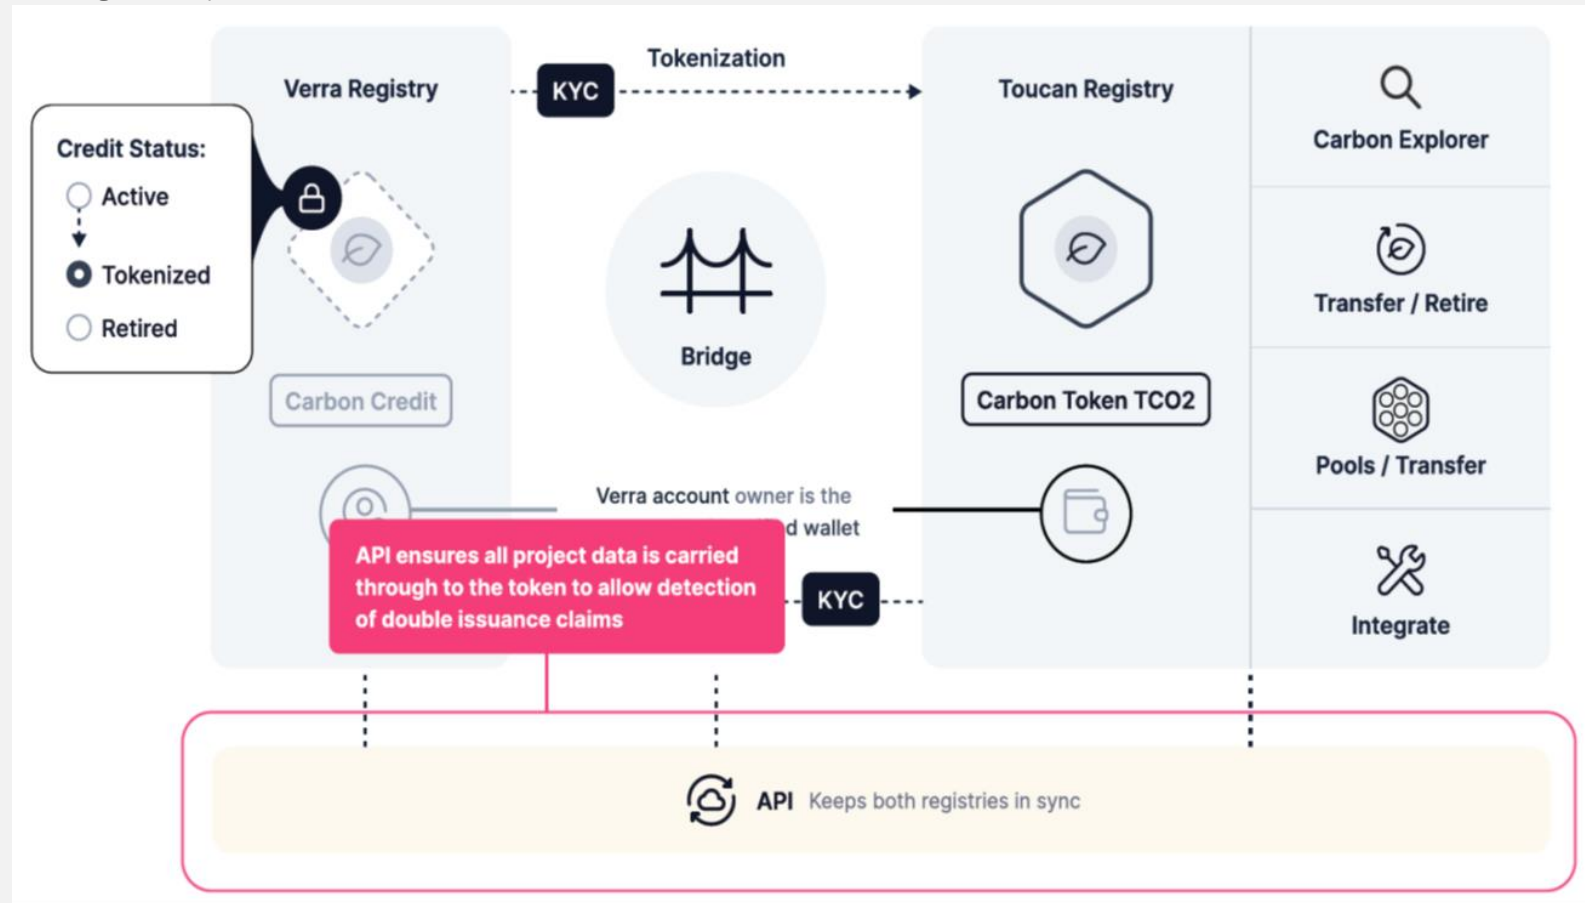 Tokenization
Verra Registry
KYC
Toucan Registry
Carbon Explorer
Credit Status:
Active
Tokenized
Retired
Transfer / Retire
Bridge
Carbon Credit
Carbon Token TCO2
Pools / Transfer
Verra account owner is the
wallet
API ensures all project data is carried
through to the token to allow detection
of double issuance claims
KYC
Integrate
API Keeps both registries in sync